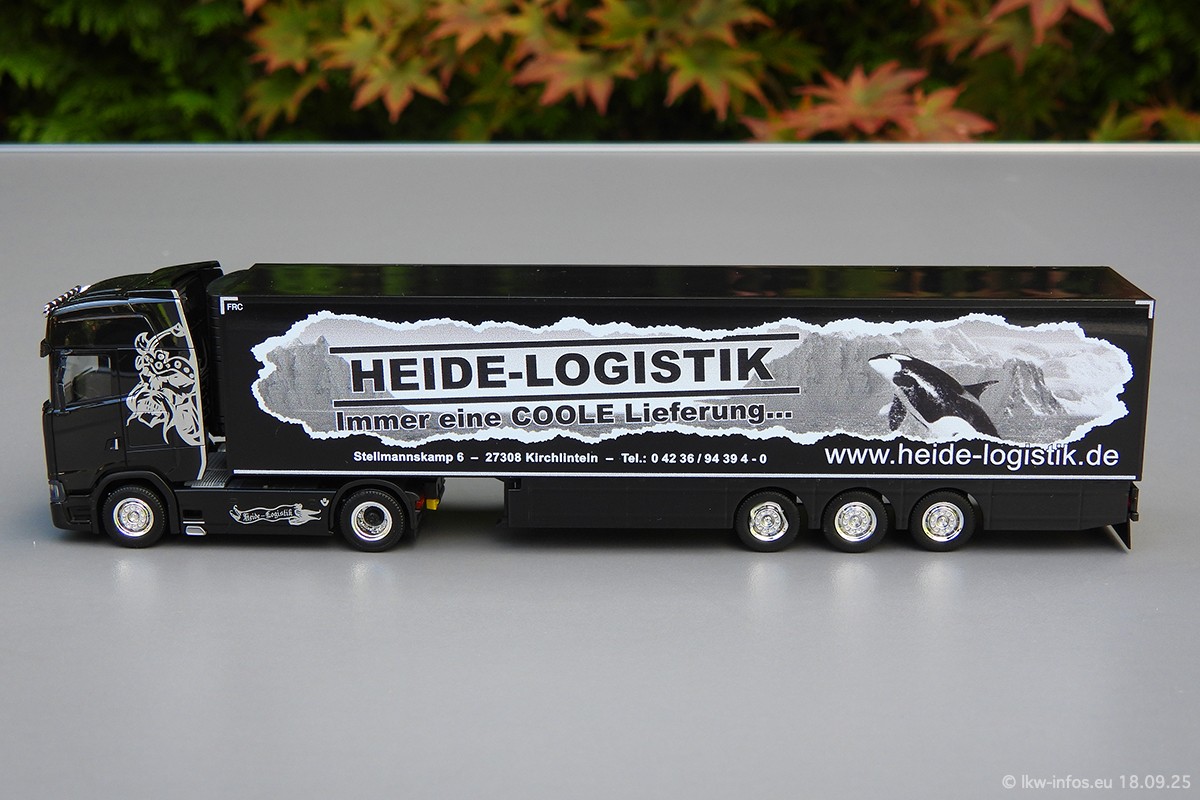 FRC
HEIDE-LOGISTIK
Immer eine COOLE Lieferung...
Stellmannskamp 6 – 27308 Kirchlinteln – Tel.: 0 42 36 / 94 39 4 - 0
www.heide-logistik.de
Heide-Logistik
© lkw-infos.eu 18.09.25